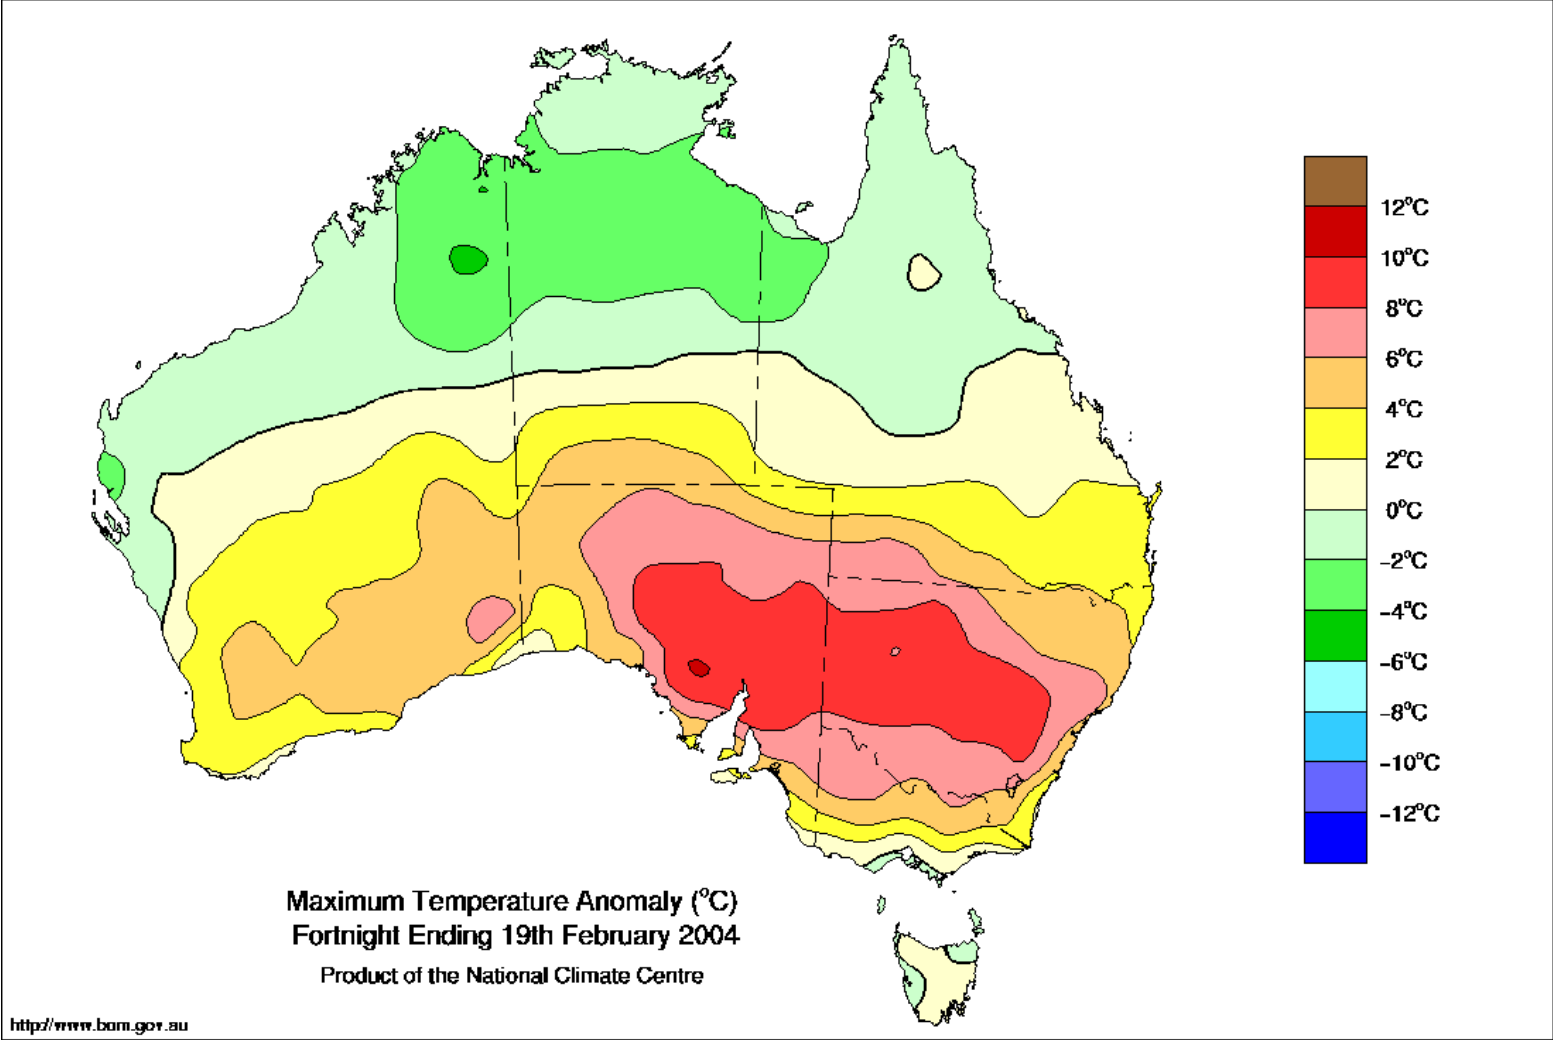 12°C
10°C
8°C
6°C
4°C
2°C
0°C
−2°C
−4°C
−6°C
−8°C
−10°C
−12°C
Maximum Temperature Anomaly (°C)
Fortnight Ending 19th February 2004
Product of the National Climate Centre
http://www.bom.gov.au